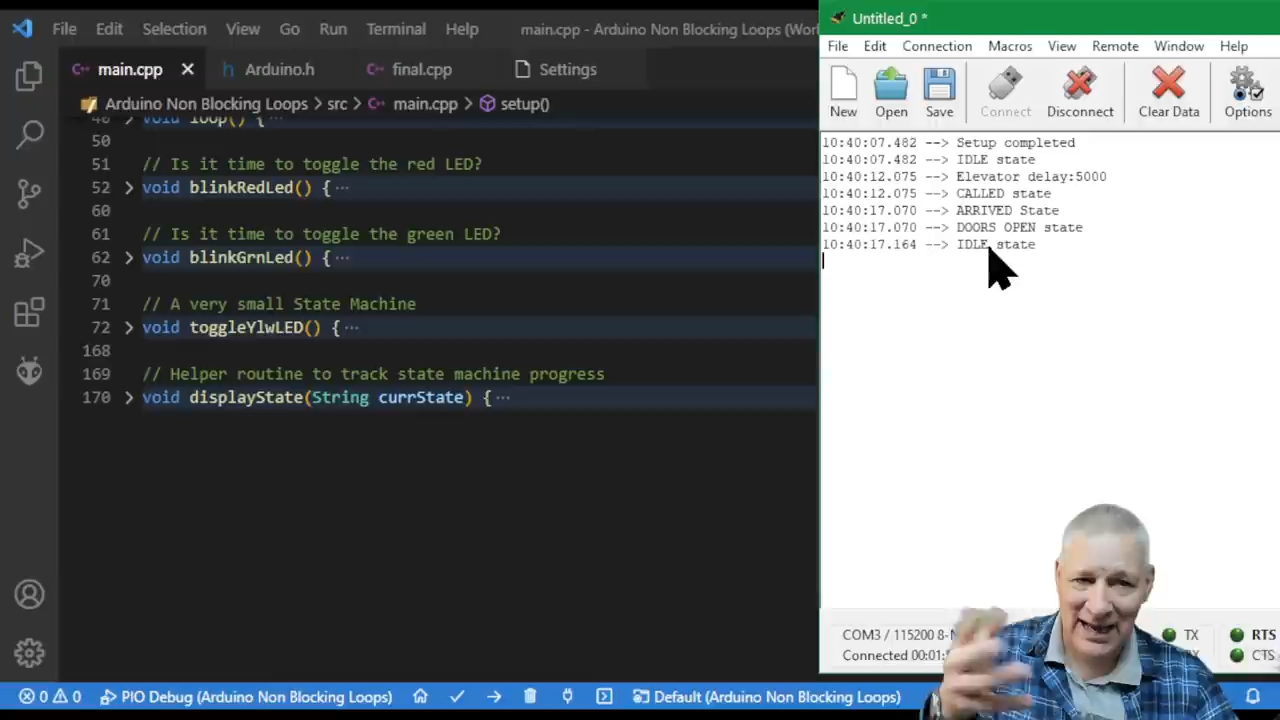 File Edit Selection View Go Run Terminal Help main.cpp - Arduino Non Blocking Loops
main.cpp Arduino.h final.cpp Settings
Arduino Non Blocking Loops > src > main.cpp > setup()
void loop() {
50
51 // Is it time to toggle the red LED?
52 void blinkRedLed() {
60
61 // Is it time to toggle the green LED?
62 void blinkGrnLed() {
70
71 // A very small State Machine
72 void toggleYlwLED() {
168
169 // Helper routine to track state machine progress
170 void displayState(String currState) {
0 0 PIO Debug (Arduino Non Blocking Loops) Default (Arduino Non Blocking Loops)
Untitled_0 *
File Edit Connection Macros View Remote Window Help
New Open Save Connect Disconnect Clear Data Options
10:40:07.482 --> Setup completed
10:40:07.482 --> IDLE state
10:40:12.075 --> Elevator delay:5000
10:40:12.075 --> CALLED state
10:40:17.070 --> ARRIVED State
10:40:17.070 --> DOORS OPEN state
10:40:17.164 --> IDLE state
COM3 / 115200 8-N TX RTS
Connected 00:01: CTS